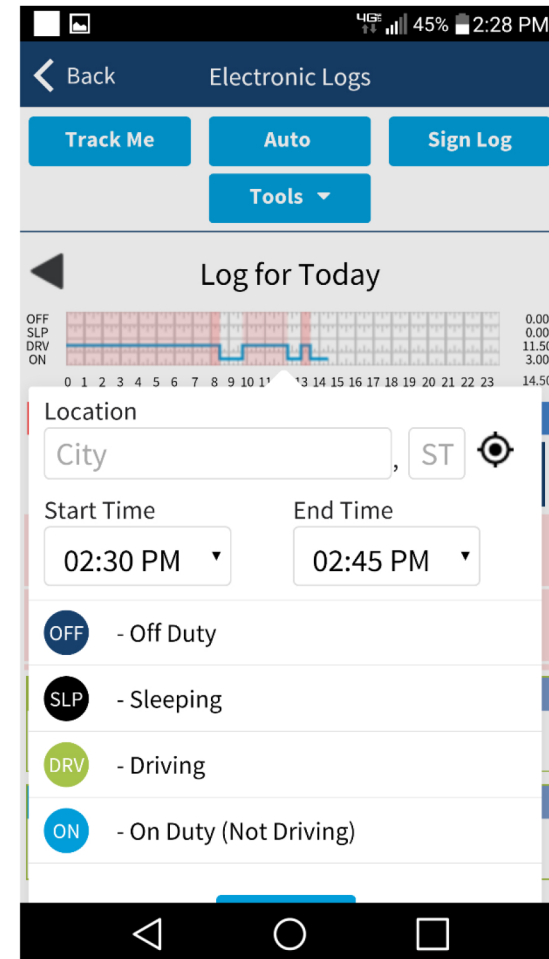 4GE 45% 2:28 PM
Back Electronic Logs
Track Me Auto Sign Log
Tools
Log for Today
OFF 0.00
SLP 0.00
DRV 11.50
ON 3.00
0 1 2 3 4 5 6 7 8 9 10 11 13 14 15 16 17 18 19 20 21 22 23 14.50
Location
City , ST
Start Time End Time
02:30 PM 02:45 PM
OFF - Off Duty
SLP - Sleeping
DRV - Driving
ON - On Duty (Not Driving)